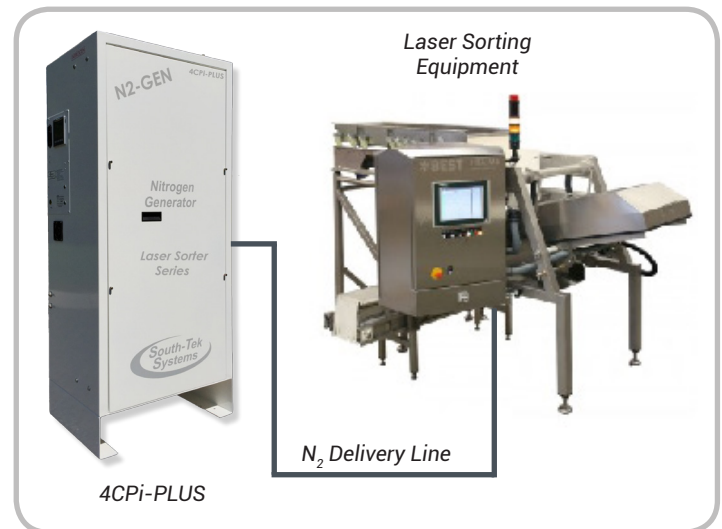 Laser Sorting
Equipment
N2-GEN
4CPi-PLUS
Nitrogen
Generator
Laser Sorter
Series
South-Tek
Systems
BEST
N₂ Delivery Line
4CPi-PLUS